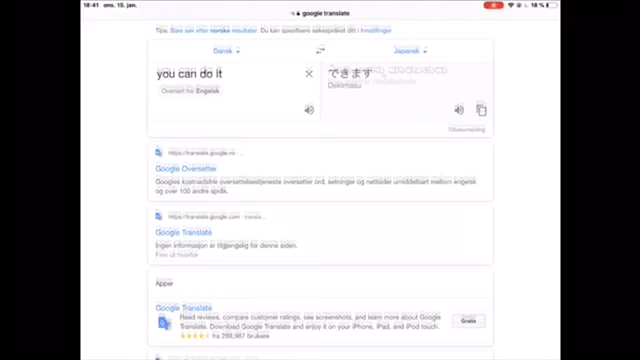 18:41 ons. 15. jan.
18 %
google translate
Tips: Bare søk etter norske resultater. Du kan spesifisere søkespråket ditt i Innstillinger
Dansk
Japansk
you can do it
できます
Dekimasu
Oversett fra Engelsk
Tilbakemelding
https://translate.google.no
Google Oversetter
Googles kostnadsfrie oversettelsestjeneste oversetter ord, setninger og nettsider umiddelbart mellom engelsk
og over 100 andre språk.
https://translate.google.com
Google Translate
Ingen informasjon er tilgjengelig for denne siden.
Finn ut hvorfor
Apper
Google Translate
Read reviews, compare customer ratings, see screenshots, and learn more about Google
Translate. Download Google Translate and enjoy it on your iPhone, iPad, and iPod touch.
Gratis
fra 288,987 brukere